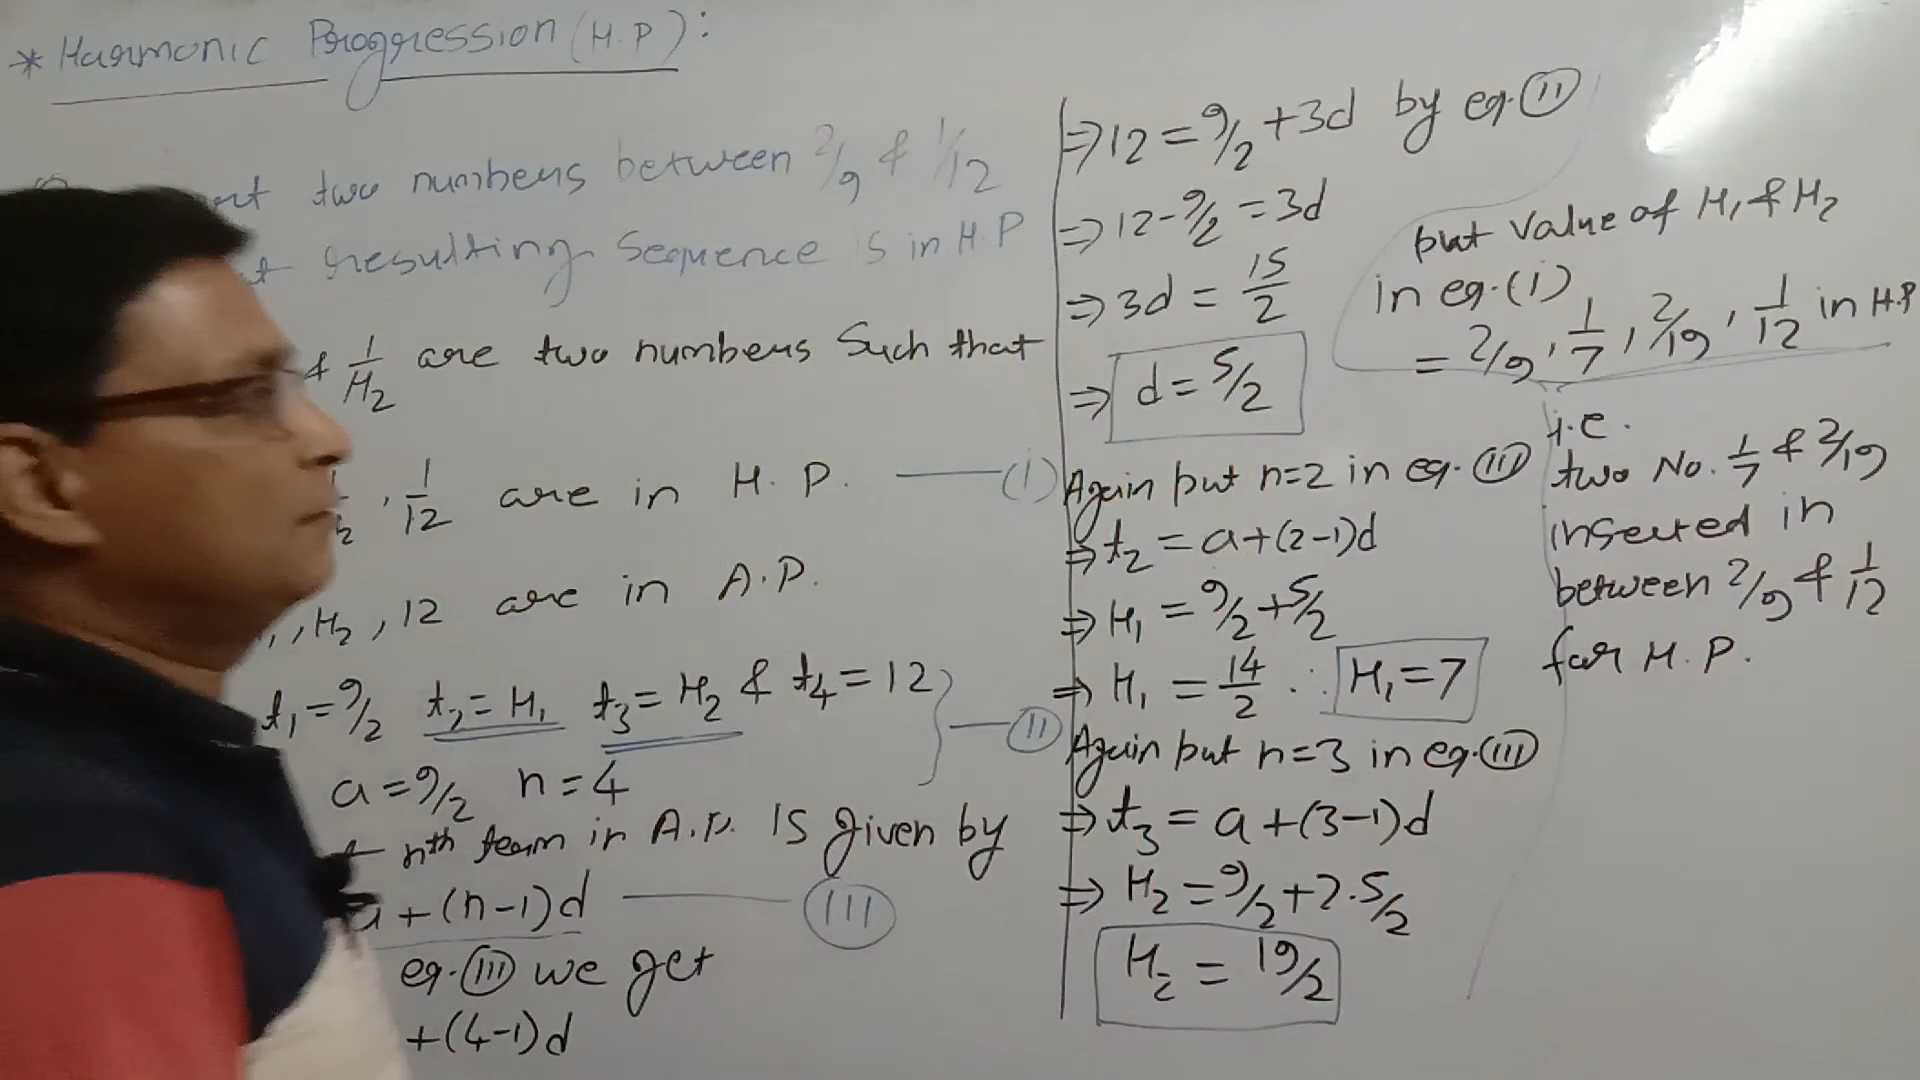 * Harmonic Progression (H.P):
two numbers between 2/9 & 1/12
resulting sequence is in H.P
& 1/H₂ are two numbers such that
, 1/12 are in H.P. —— (i)
, H₂, 12 are in A.P.
t₁ = 9/2 t₂ = H₁ t₃ = H₂ & t₄ = 12 } — (ii)
a = 9/2 n = 4
nth term in A.P. is given by
a + (n-1)d —— (iii)
eq. (iii) we get
+ (4-1)d
⇒ 12 = 9/2 + 3d by eq. (ii)
⇒ 12 - 9/2 = 3d
⇒ 3d = 15/2
⇒ d = 5/2
Again put n=2 in eq. (iii)
⇒ t₂ = a + (2-1)d
⇒ H₁ = 9/2 + 5/2
⇒ H₁ = 14/2 ∴ H₁ = 7
Again put n=3 in eq. (iii)
⇒ t₃ = a + (3-1)d
⇒ H₂ = 9/2 + 2.5/2
H₂ = 19/2
put value of H₁ & H₂
in eq. (i)
= 2/9, 1/7, 2/19, 1/12 in H.P
i.e.
two No. 1/7 & 2/19
inserted in
between 2/9 & 1/12
for H.P.